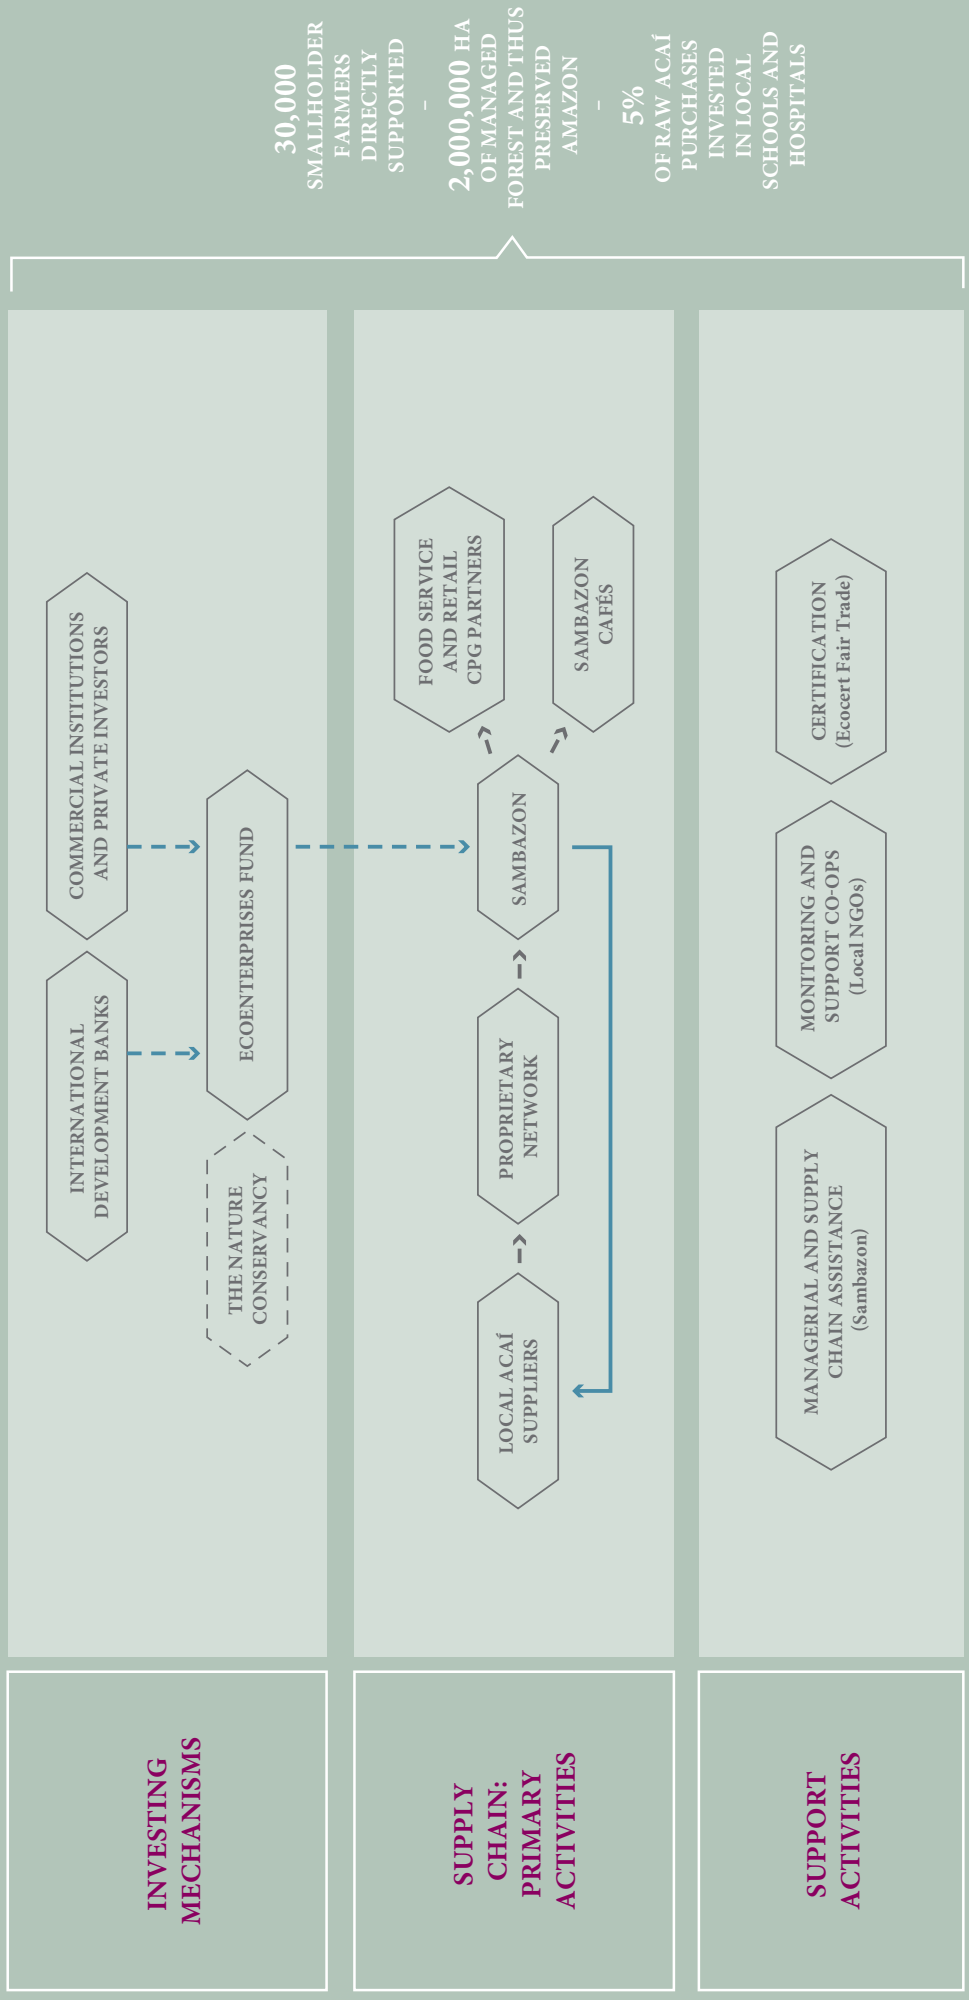 INVESTING
MECHANISMS
INTERNATIONAL
DEVELOPMENT BANKS
COMMERCIAL INSTITUTIONS
AND PRIVATE INVESTORS
THE NATURE
CONSERVANCY
ECOENTERPRISES FUND
SUPPLY
CHAIN:
PRIMARY
ACTIVITIES
LOCAL ACAÍ
SUPPLIERS
PROPRIETARY
NETWORK
SAMBAZON
FOOD SERVICE
AND RETAIL
CPG PARTNERS
SAMBAZON
CAFÉS
SUPPORT
ACTIVITIES
MANAGERIAL AND SUPPLY
CHAIN ASSISTANCE
(Sambazon)
MONITORING AND
SUPPORT CO-OPS
(Local NGOs)
CERTIFICATION
(Ecocert Fair Trade)
30,000
SMALLHOLDER
FARMERS
DIRECTLY
SUPPORTED
–
2,000,000 HA
OF MANAGED
FOREST AND THUS
PRESERVED
AMAZON
–
5%
OF RAW ACAÍ
PURCHASES
INVESTED
IN LOCAL
SCHOOLS AND
HOSPITALS